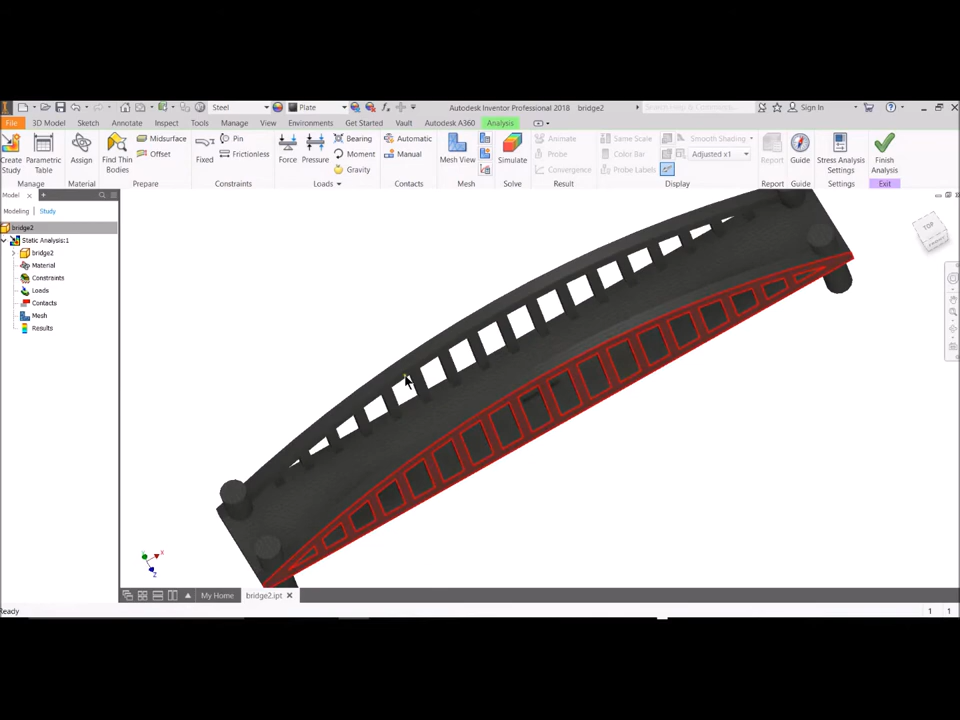 Steel Plate Autodesk Inventor Professional 2018 bridge2 Search Help & Commands... Sign In
File 3D Model Sketch Annotate Inspect Tools Manage View Environments Get Started Vault Autodesk A360 Analysis
Create Study
Parametric Table
Assign
Find Thin Bodies
Midsurface
Offset
Fixed
Pin
Frictionless
Force
Pressure
Bearing
Moment
Gravity
Automatic
Manual
Mesh View
Simulate
Animate
Probe
Convergence
Same Scale
Color Bar
Probe Labels
Smooth Shading
Adjusted x1
Report
Guide
Stress Analysis Settings
Finish Analysis
Manage Material Prepare Constraints Loads Contacts Mesh Solve Result Display Report Guide Settings Exit
Model
Modeling Study
bridge2
Static Analysis:1
bridge2
Material
Constraints
Loads
Contacts
Mesh
Results
TOP
FRONT
X
Z
My Home bridge2.ipt
Ready 1 1